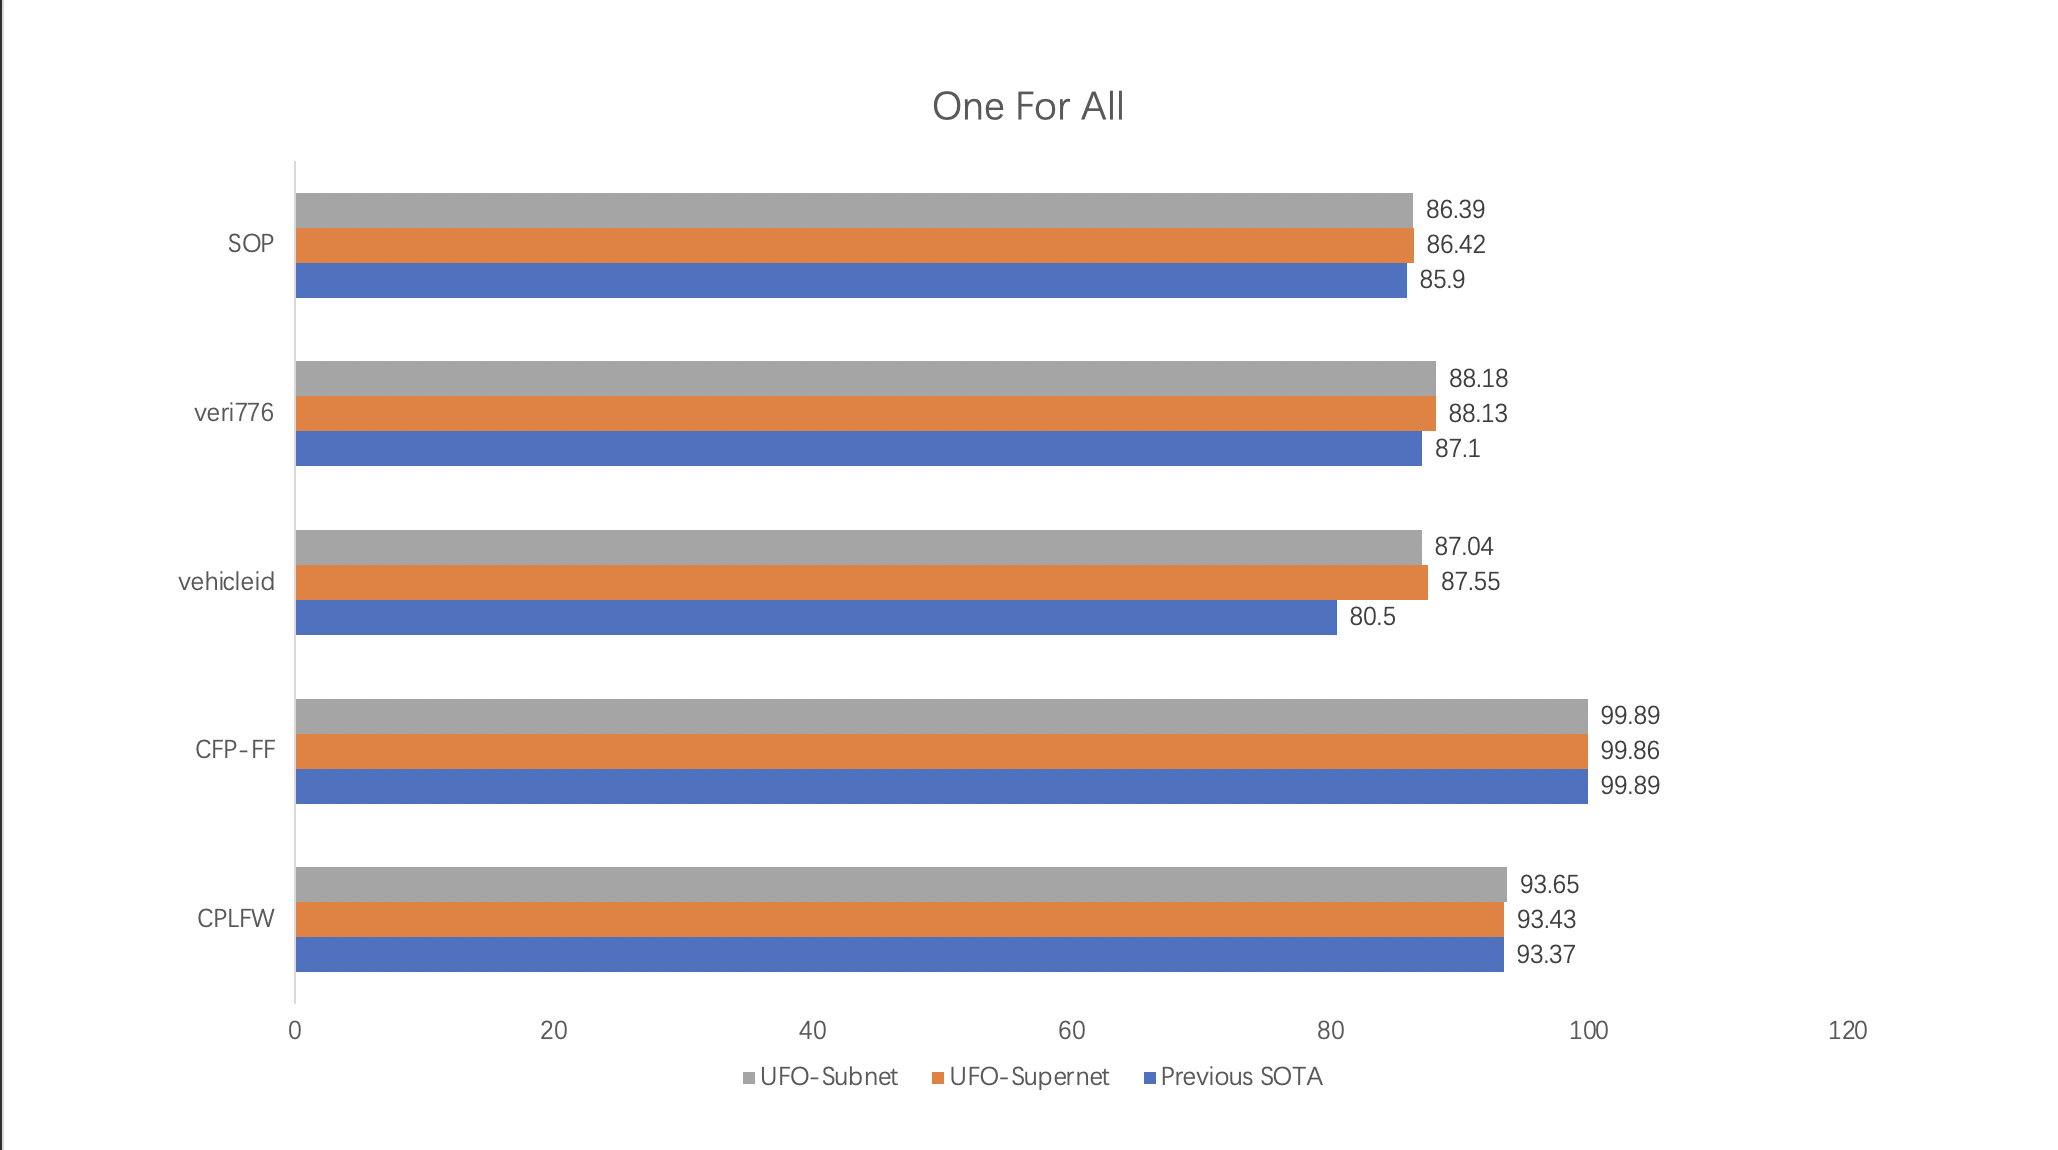 One For All
SOP
86.39
86.42
85.9
veri776
88.18
88.13
87.1
vehicleid
87.04
87.55
80.5
CFP-FF
99.89
99.86
99.89
CPLFW
93.65
93.43
93.37
0 20 40 60 80 100 120
UFO-Subnet UFO-Supernet Previous SOTA